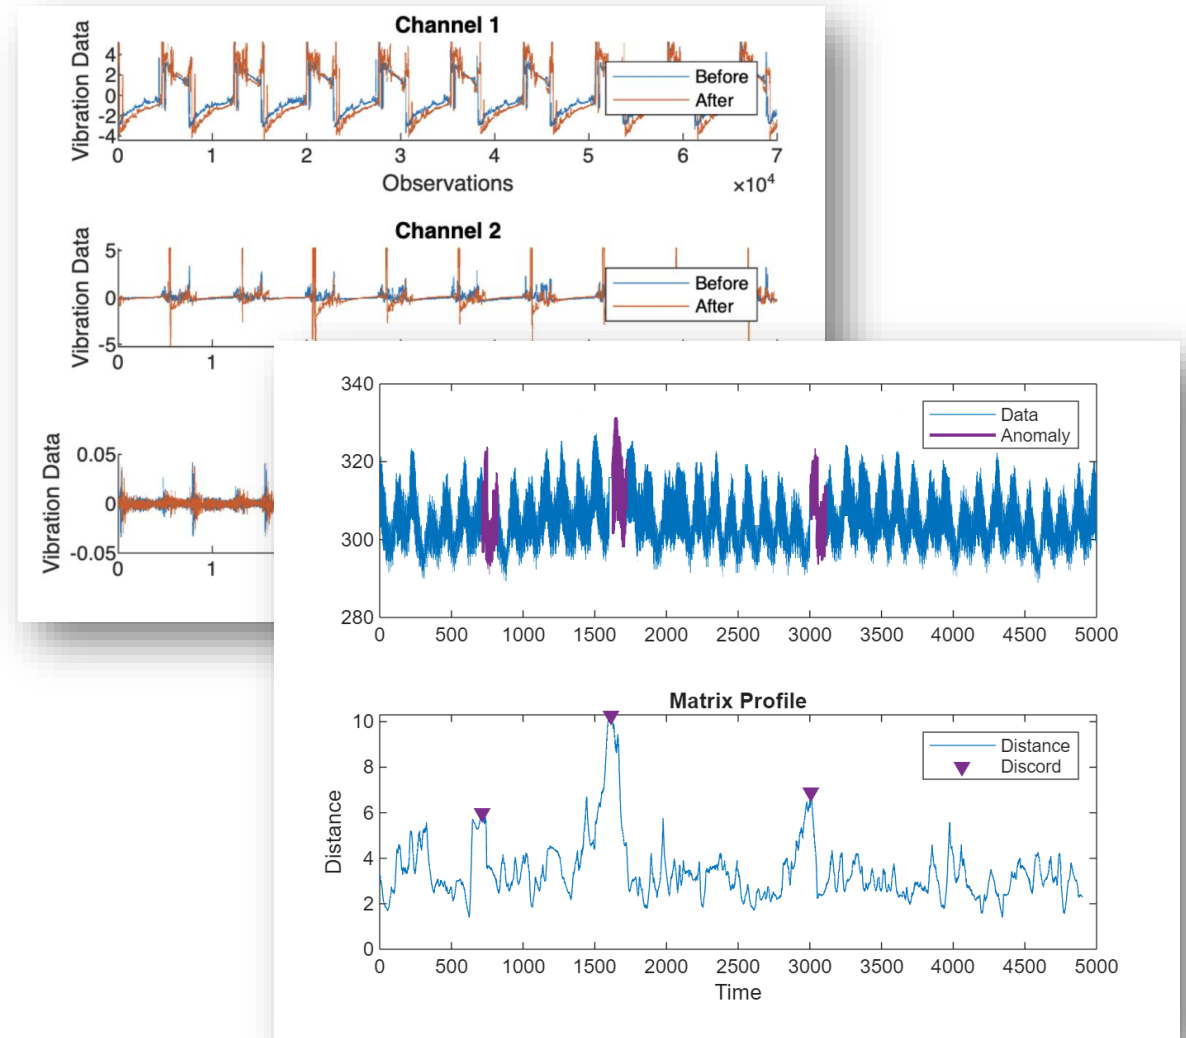 Channel 1
Vibration Data
4
2
0
-2
-4
Before
After
0 1 2 3 4 5 6 7
Observations
×10⁴
Channel 2
Vibration Data
5
0
-5
Before
After
0 1
Vibration Data
0.05
0
-0.05
0 1
340
320
300
280
Data
Anomaly
0 500 1000 1500 2000 2500 3000 3500 4000 4500 5000
Matrix Profile
Distance
10
8
6
4
2
0
Distance
Discord
0 500 1000 1500 2000 2500 3000 3500 4000 4500 5000
Time